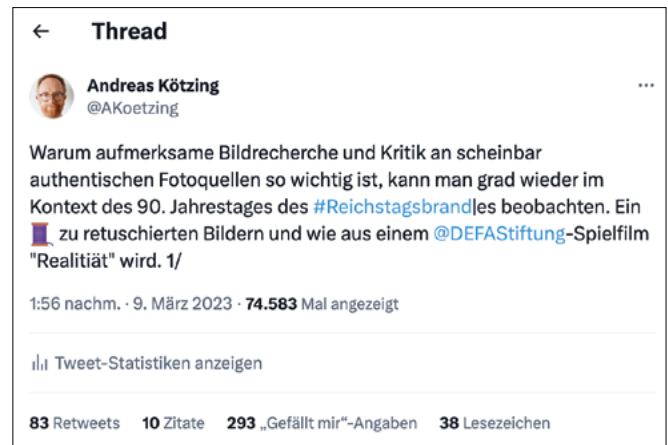 ← Thread
Andreas Kötzing
@AKoetzing
Warum aufmerksame Bildrecherche und Kritik an scheinbar
authentischen Fotoquellen so wichtig ist, kann man grad wieder im
Kontext des 90. Jahrestages des #Reichstagsbrand|es beobachten. Ein
🧵 zu retuschierten Bildern und wie aus einem @DEFAStiftung-Spielfilm
"Realitiät" wird. 1/
1:56 nachm. · 9. März 2023 · 74.583 Mal angezeigt
Tweet-Statistiken anzeigen
83 Retweets 10 Zitate 293 „Gefällt mir“-Angaben 38 Lesezeichen